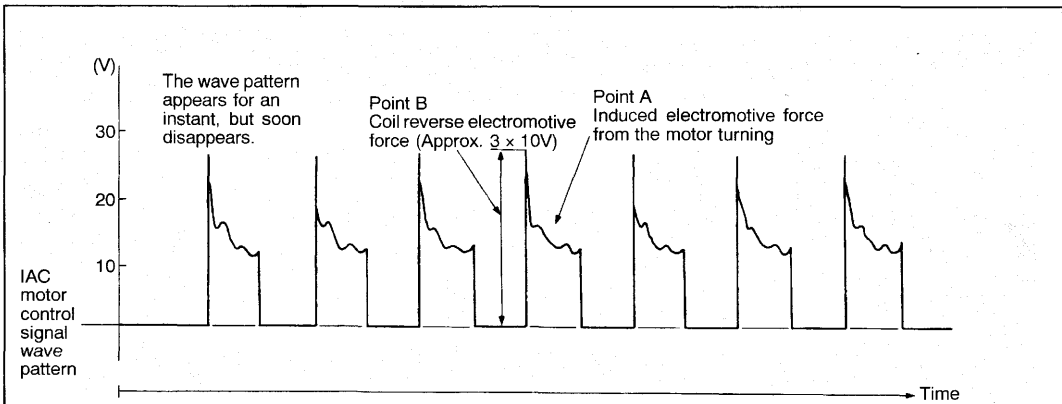 (V)
The wave pattern
appears for an
instant, but soon
disappears.
Point B
Coil reverse electromotive
force (Approx. 3 × 10V)
Point A
Induced electromotive force
from the motor turning
30
20
10
IAC
motor
control
signal
wave
pattern
Time